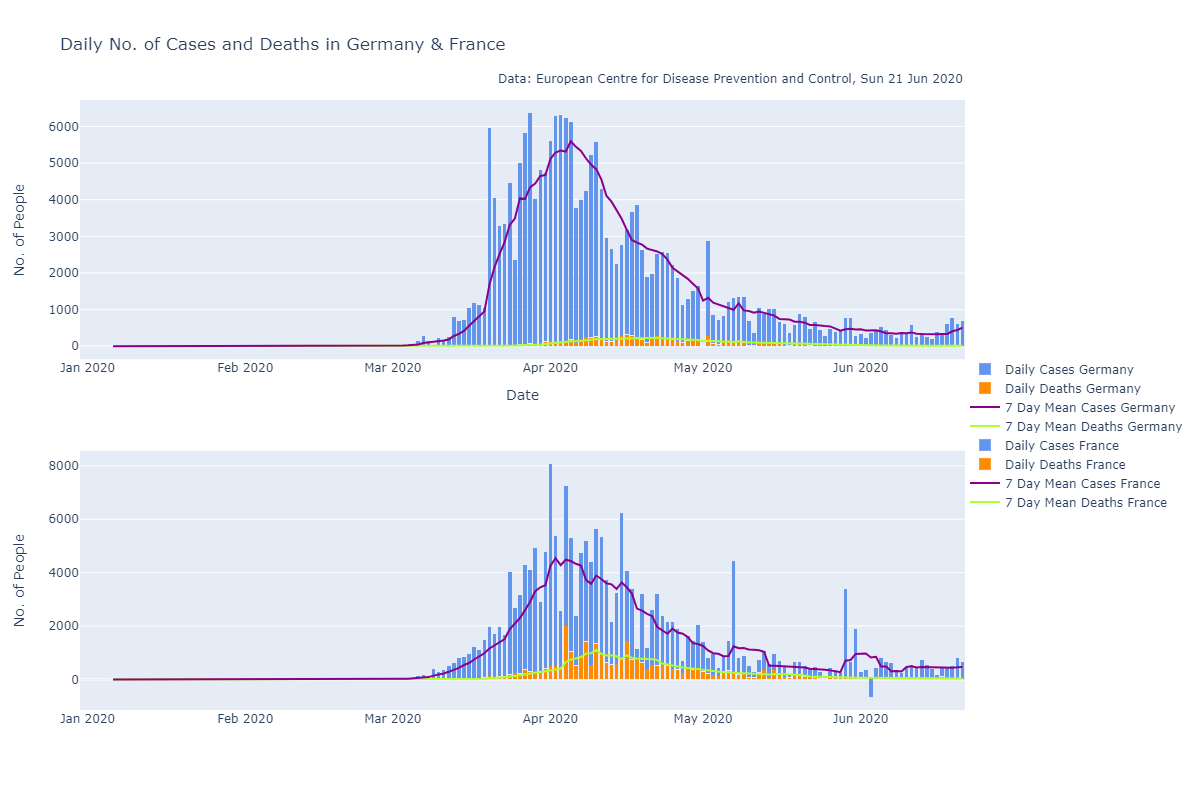 Daily No. of Cases and Deaths in Germany & France
Data: European Centre for Disease Prevention and Control, Sun 21 Jun 2020
No. of People
6000
5000
4000
3000
2000
1000
0
Jan 2020 Feb 2020 Mar 2020 Apr 2020 May 2020 Jun 2020
Date
Daily Cases Germany
Daily Deaths Germany
7 Day Mean Cases Germany
7 Day Mean Deaths Germany
Daily Cases France
Daily Deaths France
7 Day Mean Cases France
7 Day Mean Deaths France
No. of People
8000
6000
4000
2000
0
Jan 2020 Feb 2020 Mar 2020 Apr 2020 May 2020 Jun 2020